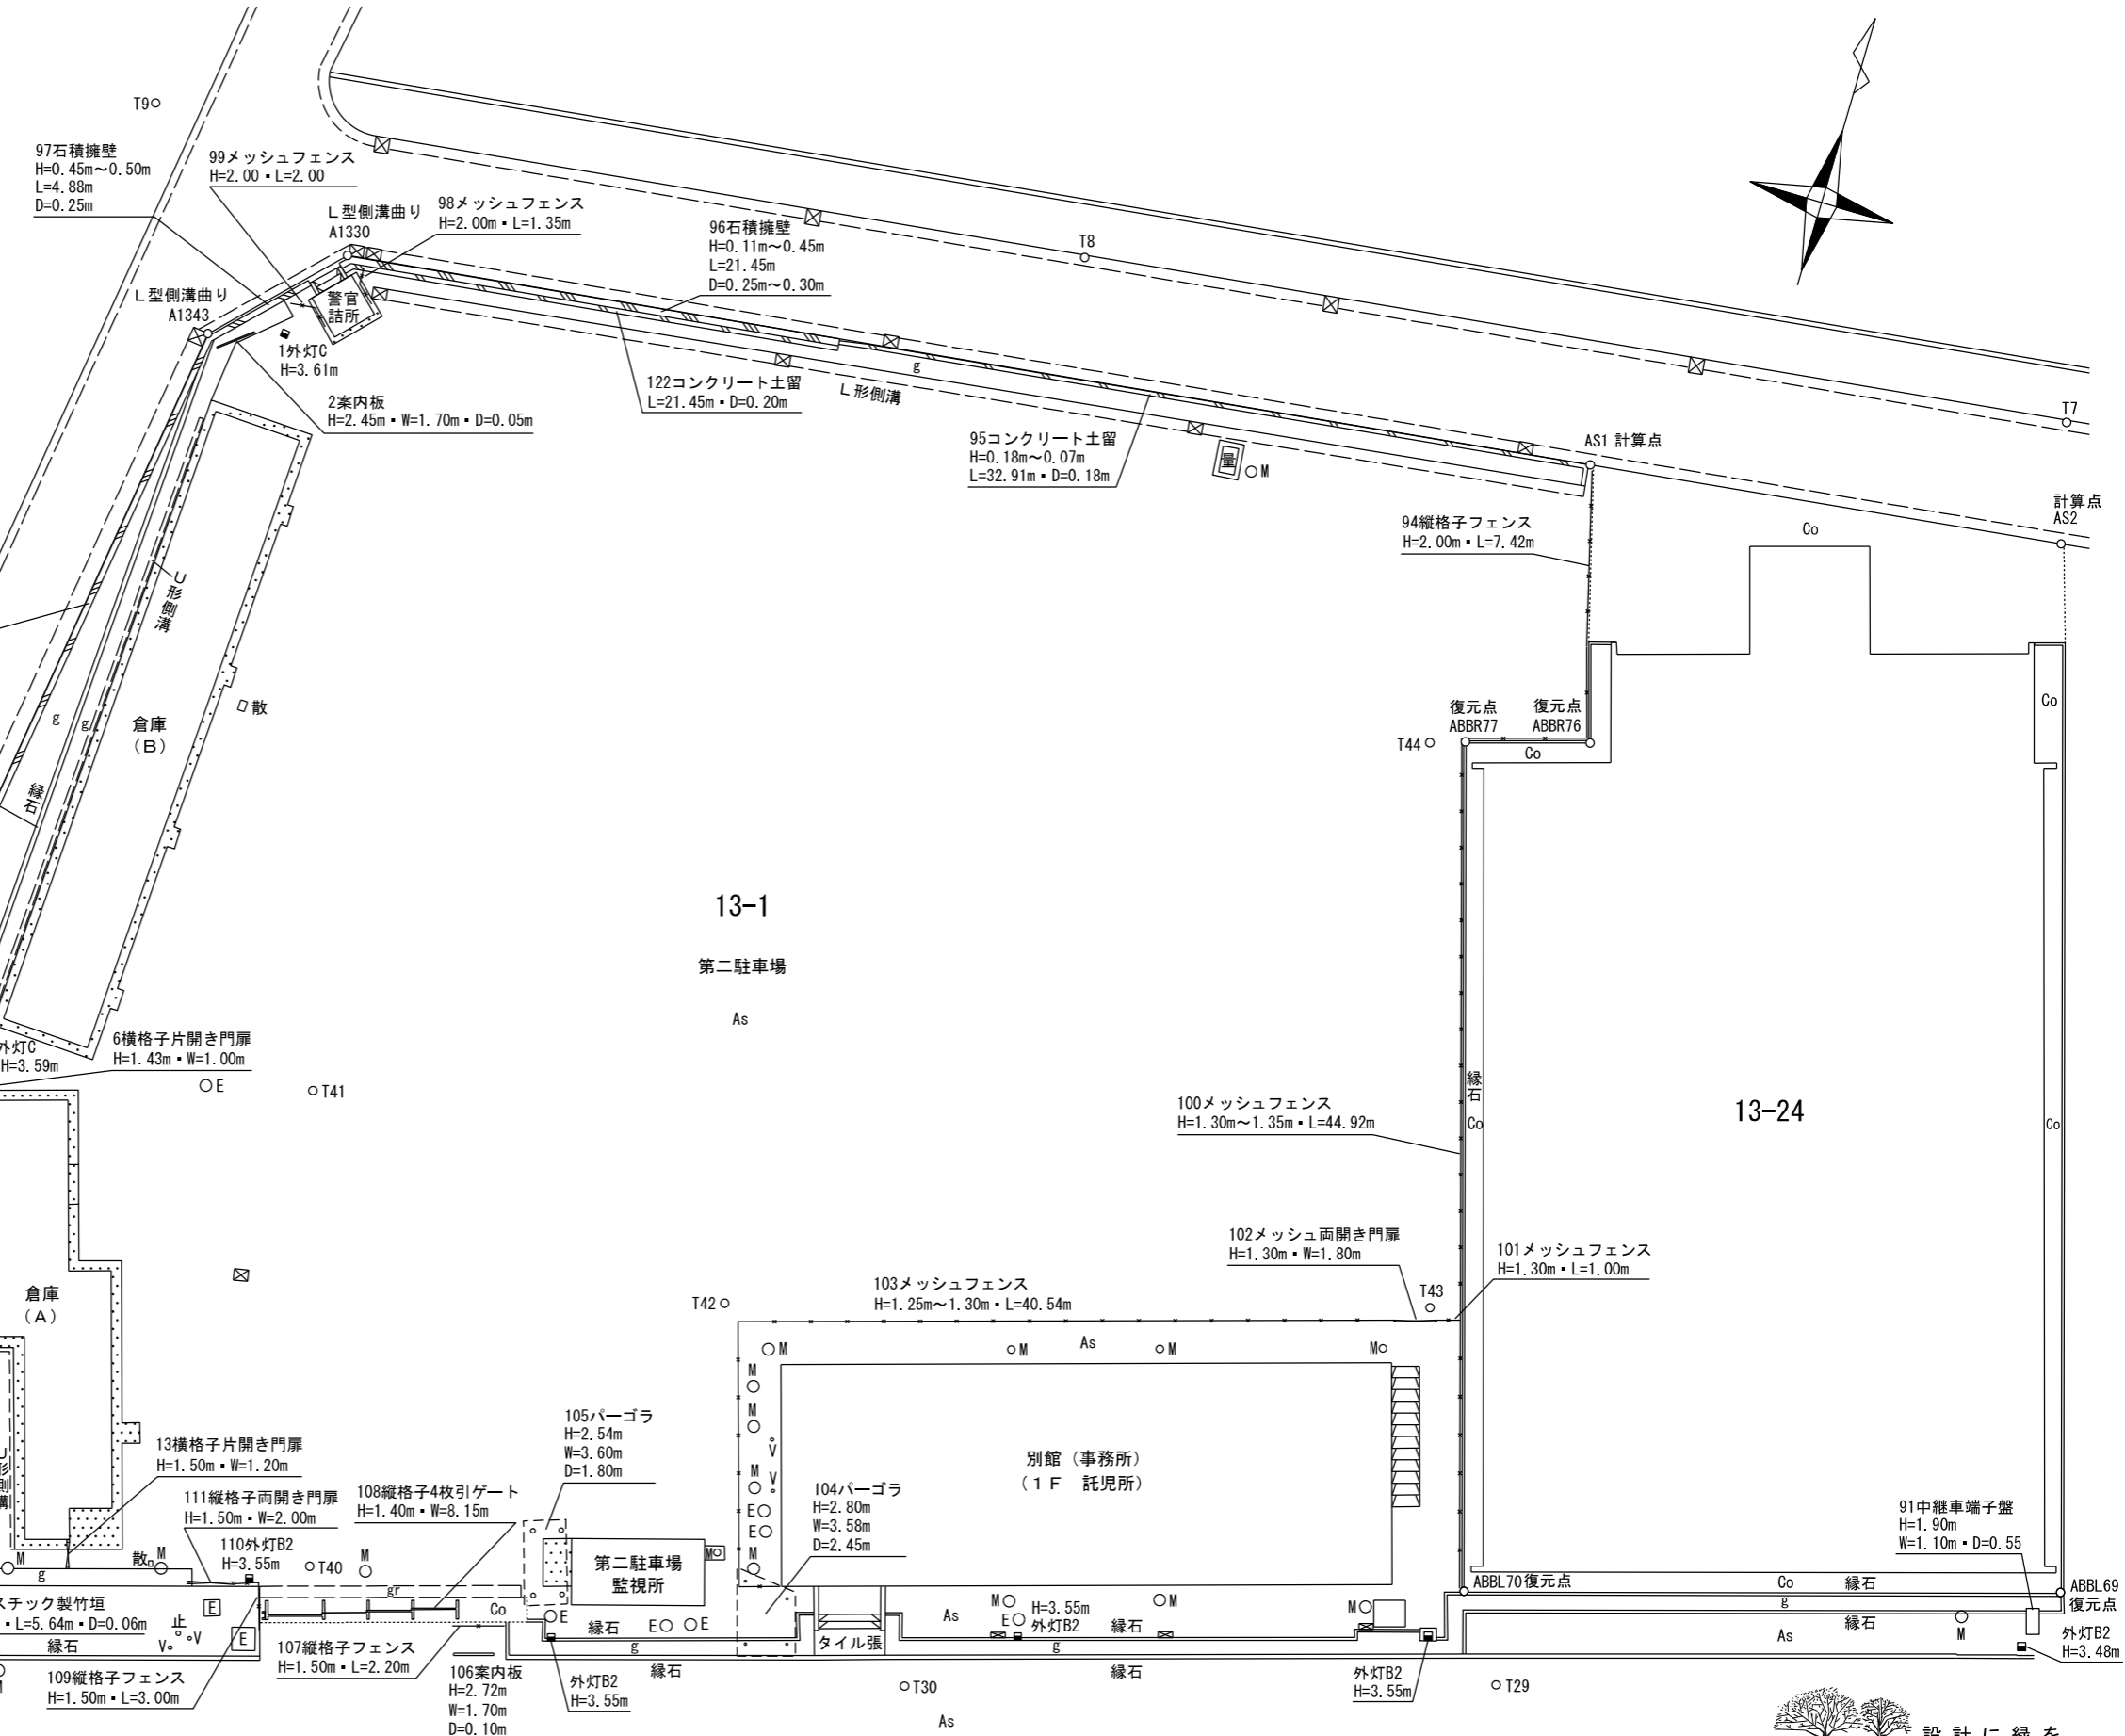 T9
97石積擁壁
H=0.45m～0.50m
L=4.88m
D=0.25m
99メッシュフェンス
H=2.00・L=2.00
L型側溝曲り
A1330
98メッシュフェンス
H=2.00m・L=1.35m
96石積擁壁
H=0.11m～0.45m
L=21.45m
D=0.25m～0.30m
T8
T7
L型側溝曲り
A1343
警官
詰所
1外灯C
H=3.61m
2案内板
H=2.45m・W=1.70m・D=0.05m
122コンクリート土留
L=21.45m・D=0.20m
g
L形側溝
95コンクリート土留
H=0.18m～0.07m
L=32.91m・D=0.18m
量
M
AS1 計算点
計算点
AS2
94縦格子フェンス
H=2.00m・L=7.42m
Co
U形側溝
g
g
倉庫
（B）
散
縁石
復元点
ABBR77
復元点
ABBR76
T44
Co
Co
13-1
第二駐車場
As
外灯C
H=3.59m
6横格子片開き門扉
H=1.43m・W=1.00m
E
T41
縁石
Co
100メッシュフェンス
H=1.30m～1.35m・L=44.92m
13-24
Co
倉庫
（A）
T42
103メッシュフェンス
H=1.25m～1.30m・L=40.54m
102メッシュ両開き門扉
H=1.30m・W=1.80m
T43
101メッシュフェンス
H=1.30m・L=1.00m
M
M
As
M
M
M
M
V
M
V
E
E
M
別館（事務所）
（1F 託児所）
105パーゴラ
H=2.54m
W=3.60m
D=1.80m
104パーゴラ
H=2.80m
W=3.58m
D=2.45m
U形側溝
13横格子片開き門扉
H=1.50m・W=1.20m
111縦格子両開き門扉
H=1.50m・W=2.00m
108縦格子4枚引ゲート
H=1.40m・W=8.15m
110外灯B2
H=3.55m
T40
M
M
散
M
g
gr
第二駐車場
監視所
M
91中継車端子盤
H=1.90m
W=1.10m・D=0.55
ABBL70復元点
Co
縁石
ABBL69
復元点
スチック製竹垣
・L=5.64m・D=0.06m
縁石
止
V
V
E
E
Co
E
縁石
E
E
g
縁石
タイル張
As
M
E
H=3.55m
外灯B2
M
縁石
g
縁石
M
g
縁石
As
M
外灯B2
H=3.48m
109縦格子フェンス
H=1.50m・L=3.00m
107縦格子フェンス
H=1.50m・L=2.20m
106案内板
H=2.72m
W=1.70m
D=0.10m
外灯B2
H=3.55m
T30
As
外灯B2
H=3.55m
T29
設計に緑を